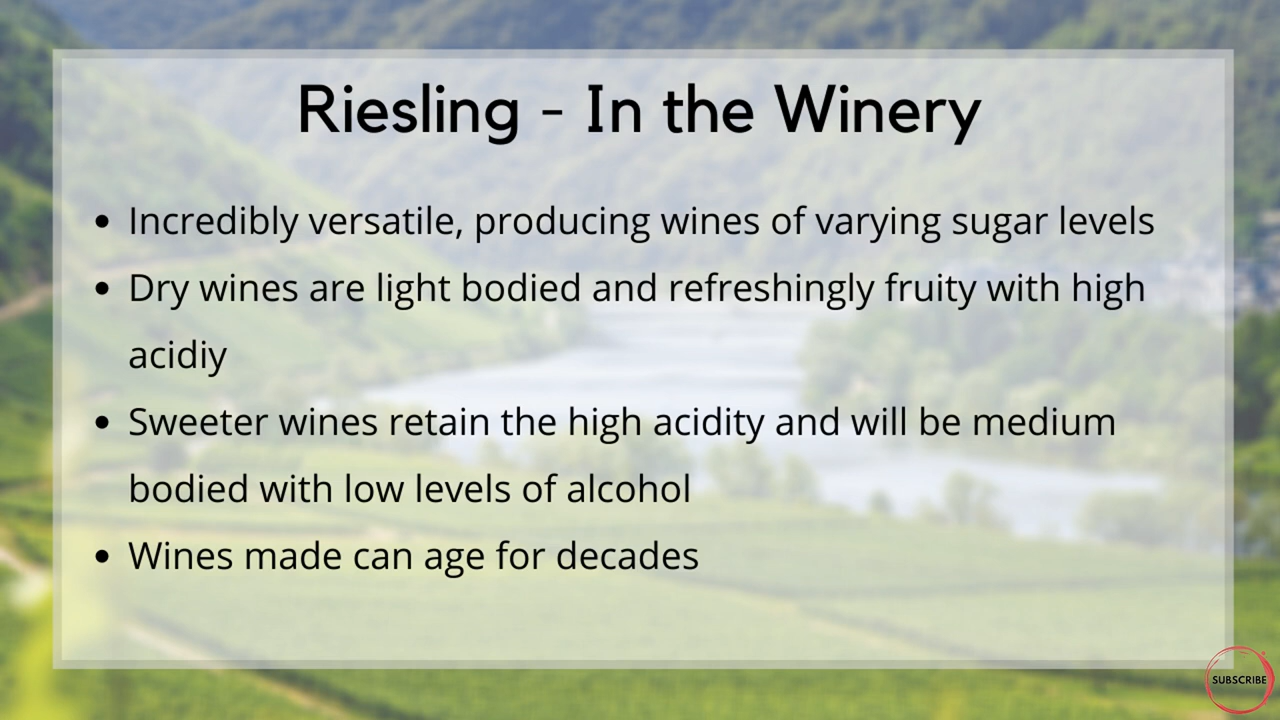 Riesling - In the Winery
• Incredibly versatile, producing wines of varying sugar levels
• Dry wines are light bodied and refreshingly fruity with high
acidiy
• Sweeter wines retain the high acidity and will be medium
bodied with low levels of alcohol
• Wines made can age for decades
SUBSCRIBE